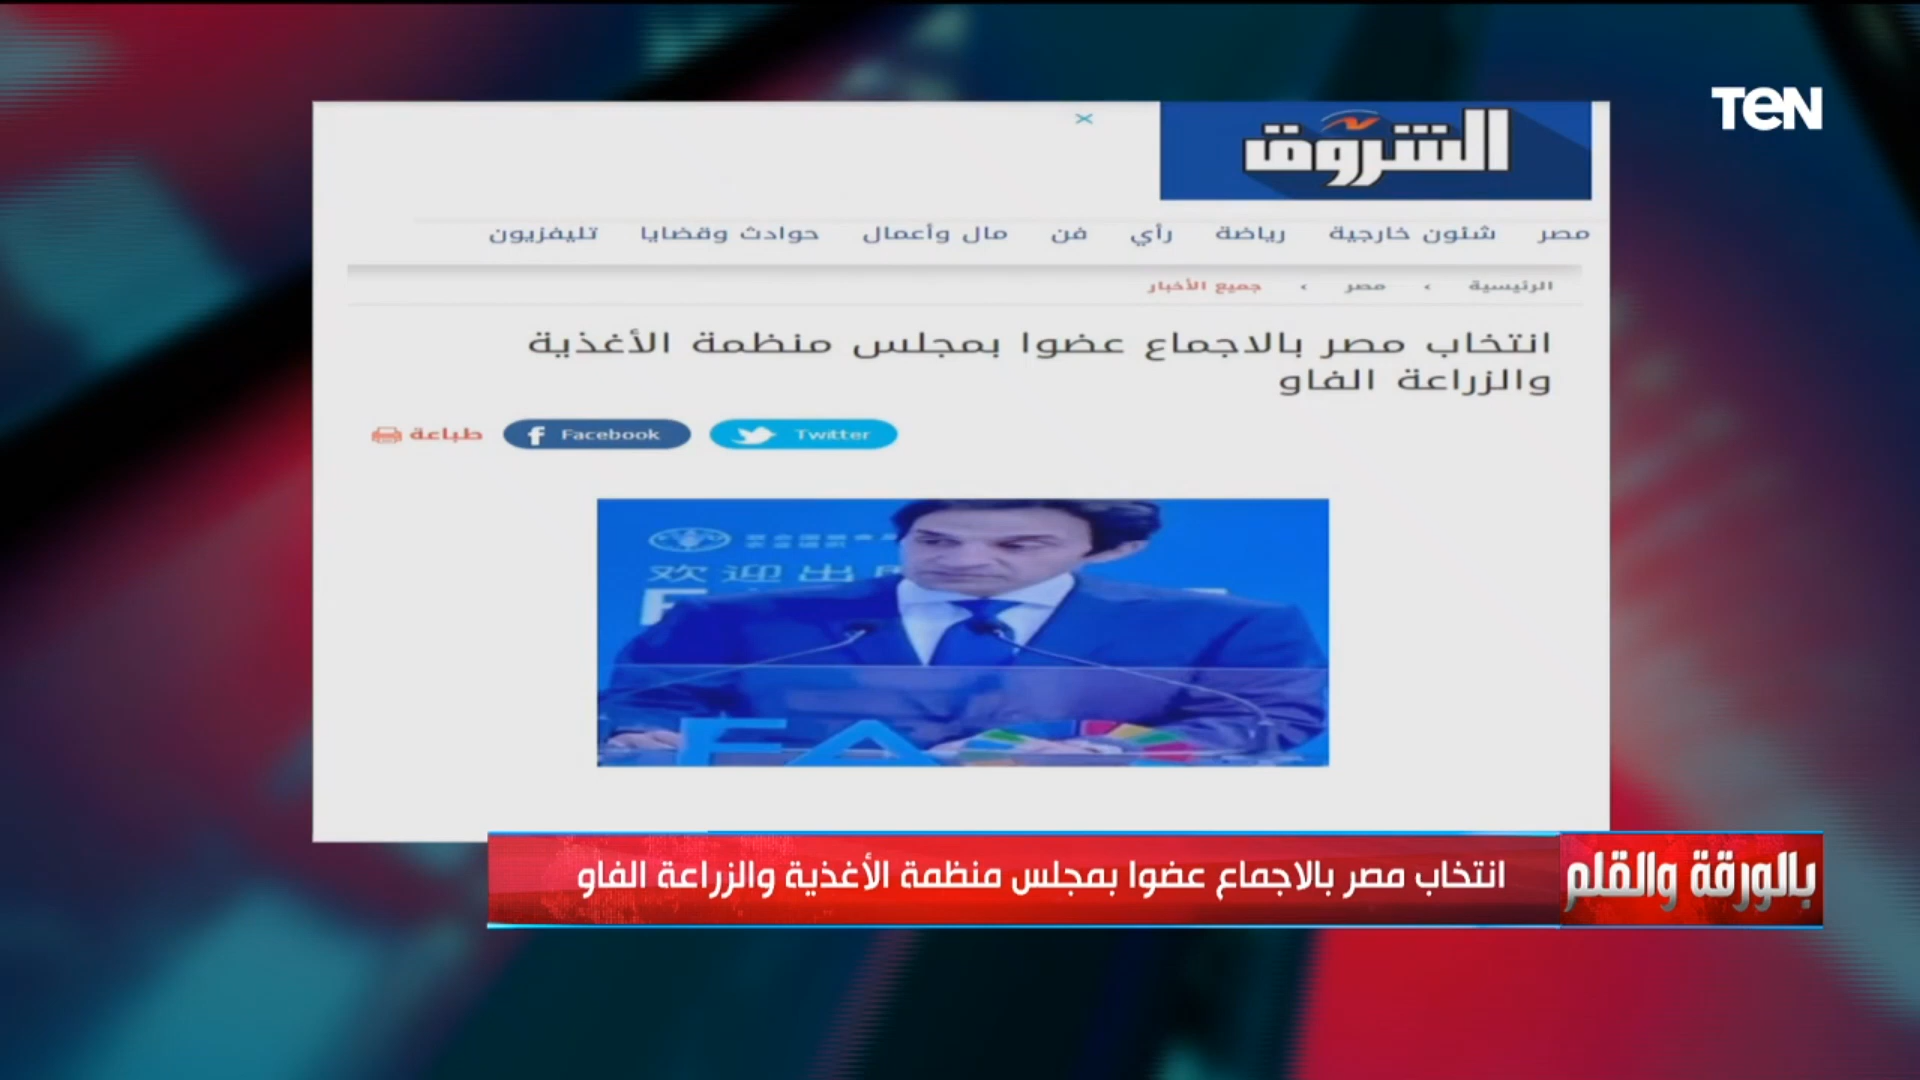 TEN
الشروق
مصر شئون خارجية رياضة رأي فن مال وأعمال حوادث وقضايا تليفزيون
الرئيسية › مصر › جميع الأخبار
انتخاب مصر بالاجماع عضوا بمجلس منظمة الأغذية
والزراعة الفاو
Twitter Facebook طباعة
欢迎出
F
FA
بالورقة والقلم
انتخاب مصر بالاجماع عضوا بمجلس منظمة الأغذية والزراعة الفاو